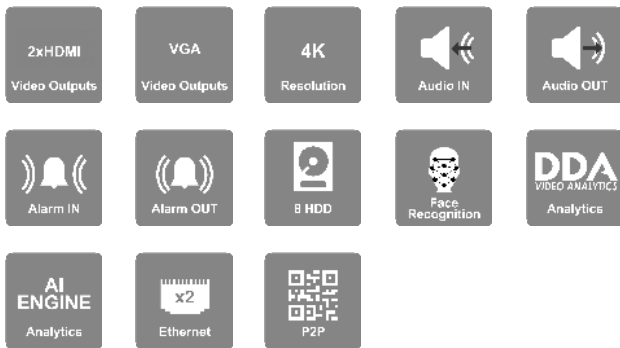 2xHDMI
Video Outputs
VGA
Video Outputs
4K
Resolution
Audio IN
Audio OUT
Alarm IN
Alarm OUT
8 HDD
Face
Recognition
DDA
VIDEO ANALYTICS
Analytics
AI
ENGINE
Analytics
x2
Ethernet
P2P